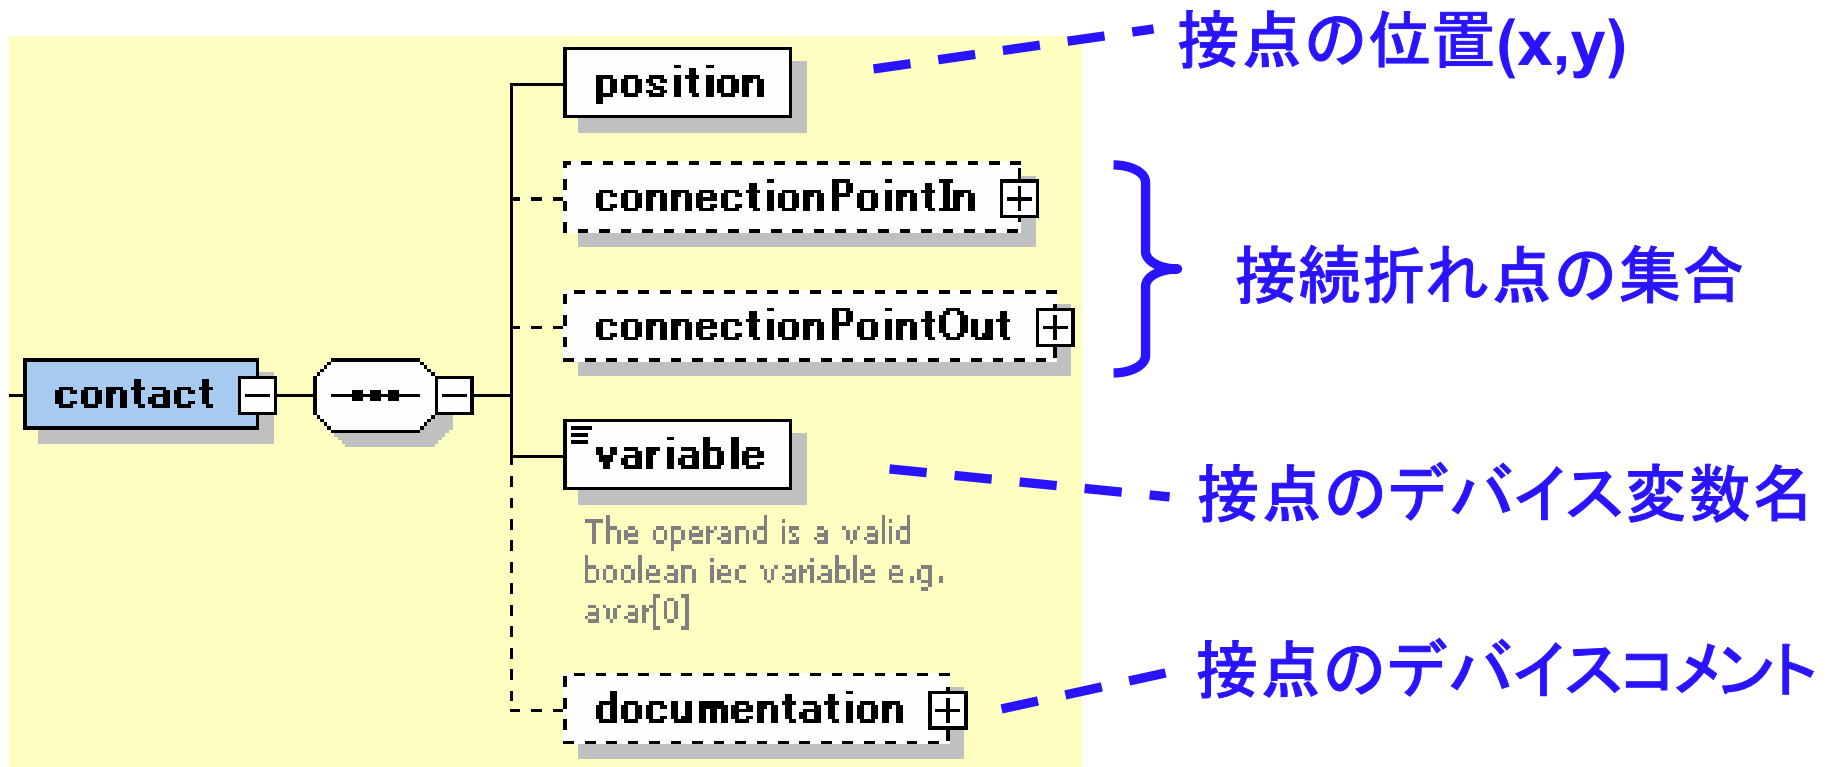 接点の位置(x,y)
position
connectionPointIn
接続折れ点の集合
connectionPointOut
contact
variable
接点のデバイス変数名
The operand is a valid
boolean iec variable e.g.
avar[0]
接点のデバイスコメント
documentation